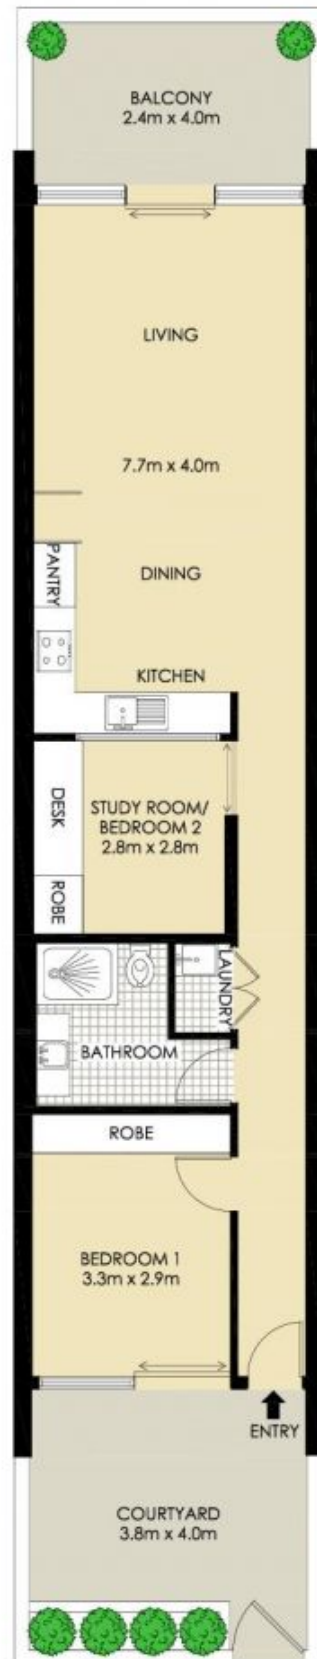 BALCONY
2.4m x 4.0m
LIVING
7.7m x 4.0m
DINING
PANTRY
KITCHEN
DESK
STUDY ROOM/
BEDROOM 2
2.8m x 2.8m
ROBE
LAUNDRY
BATHROOM
ROBE
BEDROOM 1
3.3m x 2.9m
ENTRY
COURTYARD
3.8m x 4.0m